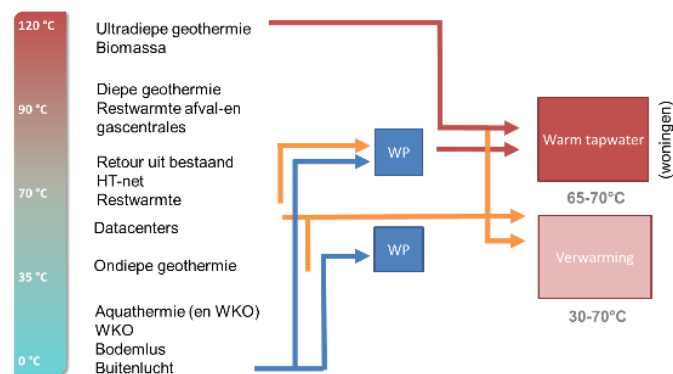 120 °C
Ultradiepe geothermie
Biomassa
90 °C
Diepe geothermie
Restwarmte afval-en
gascentrales
70 °C
Retour uit bestaand
HT-net
Restwarmte
Datacenters
35 °C
Ondiepe geothermie
Aquathermie (en WKO)
WKO
Bodemlus
0 °C
Buitenlucht
WP
WP
Warm tapwater
(woningen)
65-70°C
Verwarming
30-70°C